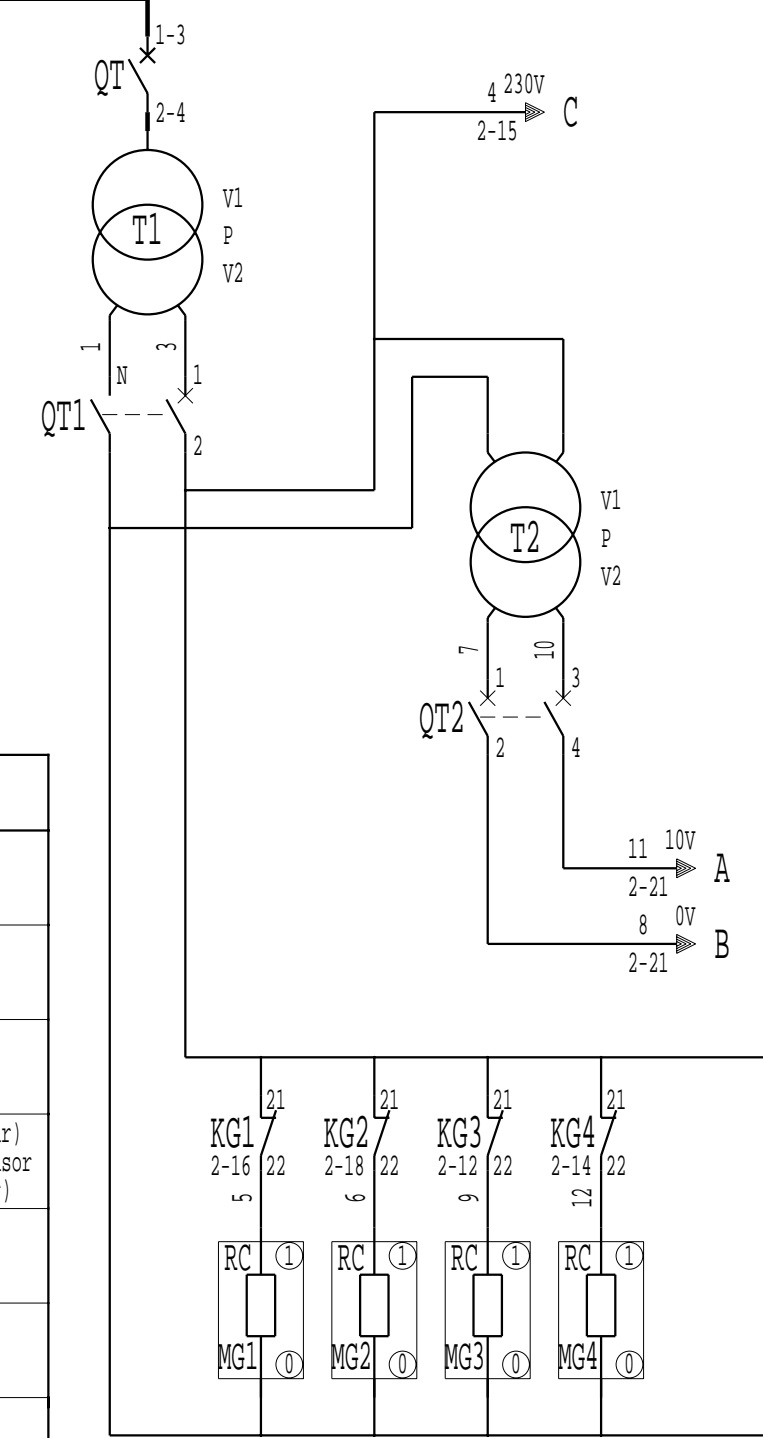 1-3
QT
2-4
4 230V
2-15
C
V1
T1
P
V2
1
3
N
1
QT1
2
V1
T2
P
V2
7
10
1
3
QT2
2
4
11 10V
A
2-21
8 0V
B
2-21
21 21 21 21
KG1 KG2 KG3 KG4
2-16 22 2-18 22 2-12 22 2-14 22
5 6 9 12
RC 1 RC 1 RC 1 RC 1
MG1 0 MG2 0 MG3 0 MG4 0
r)
sor
)